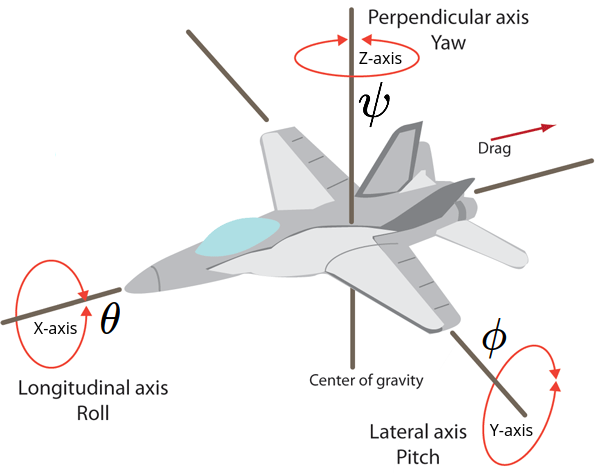 Perpendicular axis
Yaw
Z-axis
ψ
Drag
X-axis
θ
Longitudinal axis
Roll
Center of gravity
ϕ
Lateral axis
Y-axis
Pitch